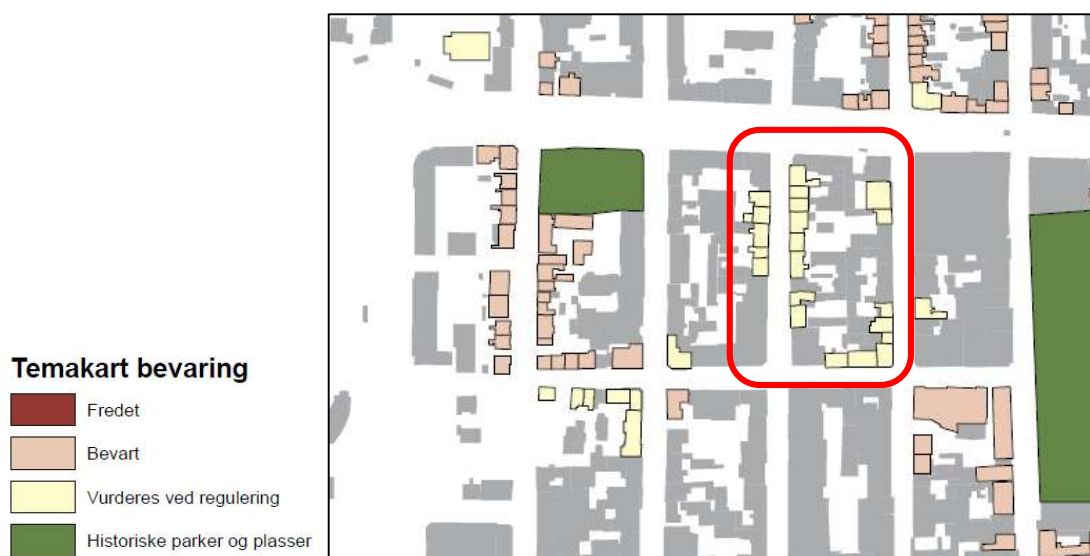 Temakart bevaring
Fredet
Bevart
Vurderes ved regulering
Historiske parker og plasser